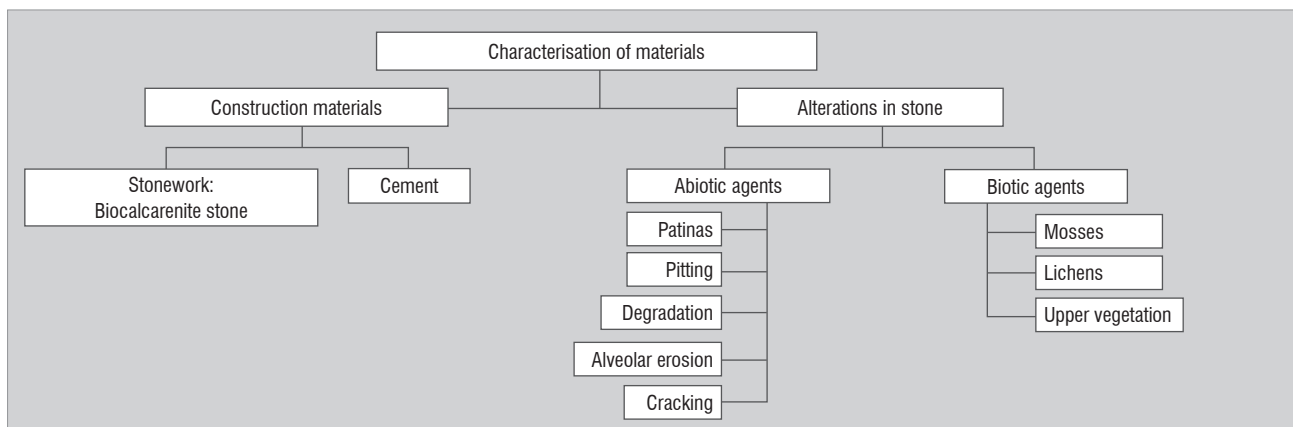 Characterisation of materials
Construction materials
Alterations in stone
Stonework:
Biocalcarenite stone
Cement
Abiotic agents
Biotic agents
Patinas
Pitting
Degradation
Alveolar erosion
Cracking
Mosses
Lichens
Upper vegetation